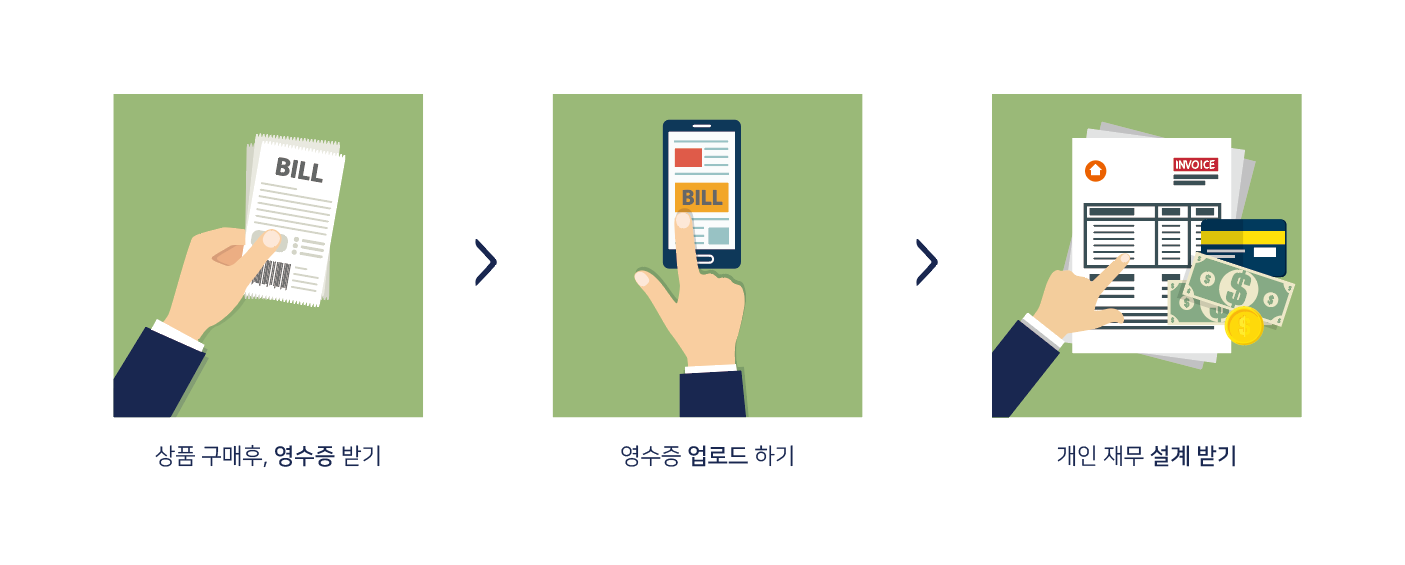 BILL
BILL
INVOICE
$
$
$
$
$
$
상품 구매후, 영수증 받기
영수증 업로드 하기
개인 재무 설계 받기